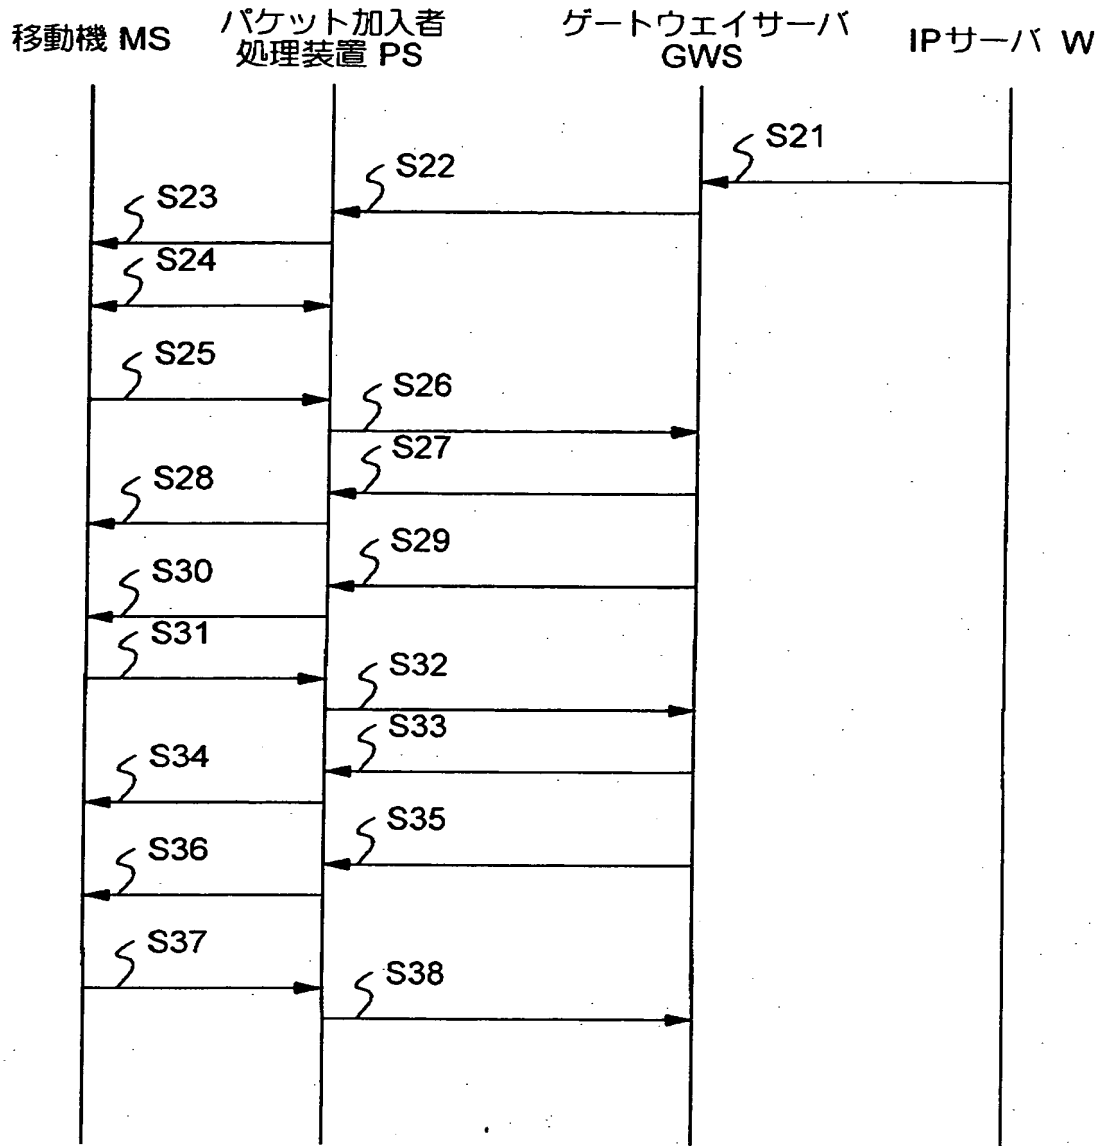 移動機 MS
パケット加入者
処理装置 PS
ゲートウェイサーバ
GWS
IPサーバ W
S21
S22
S23
S24
S25
S26
S27
S28
S29
S30
S31
S32
S33
S34
S35
S36
S37
S38